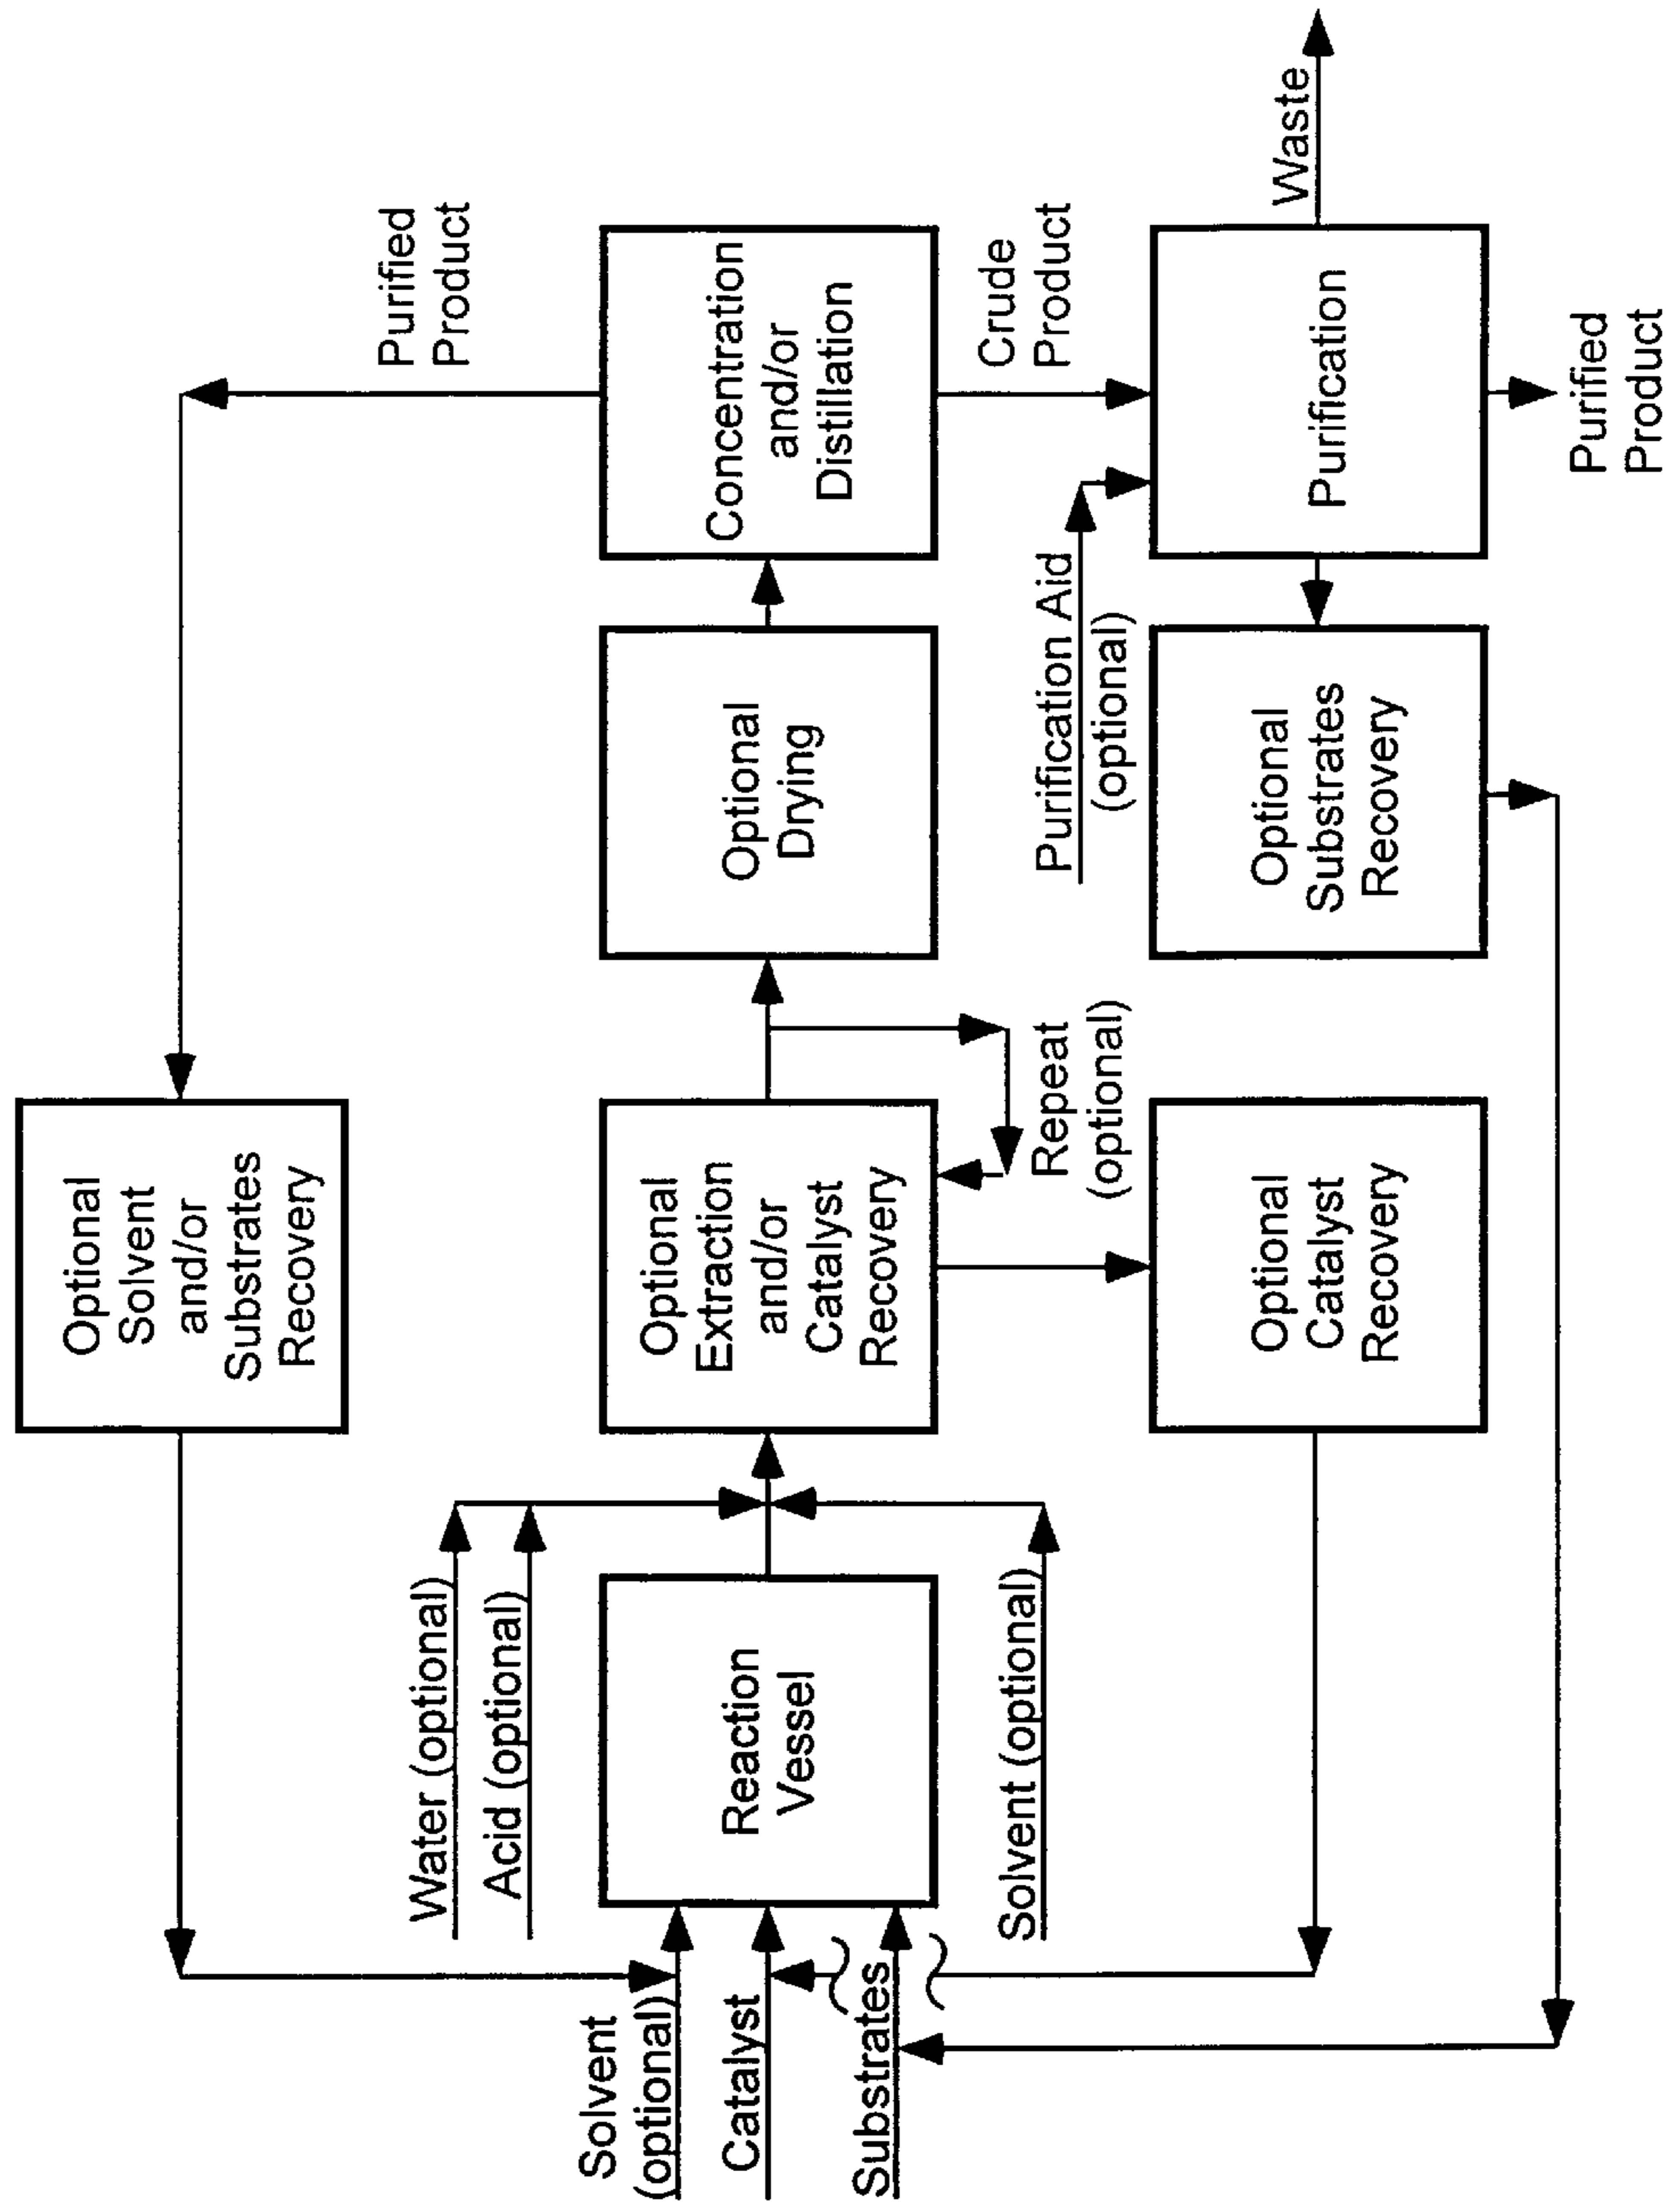 Optional
Solvent
and/or
Substrates
Recovery
Purified
Product
Water (optional)
Acid (optional)
Solvent
(optional)
Catalyst
Substrates
Reaction
Vessel
Optional
Extraction
and/or
Catalyst
Recovery
Optional
Drying
Concentration
and/or
Distillation
Solvent (optional)
Repeat
(optional)
Purification Aid
(optional)
Crude
Product
Optional
Catalyst
Recovery
Optional
Substrates
Recovery
Purification
Waste
Purified
Product